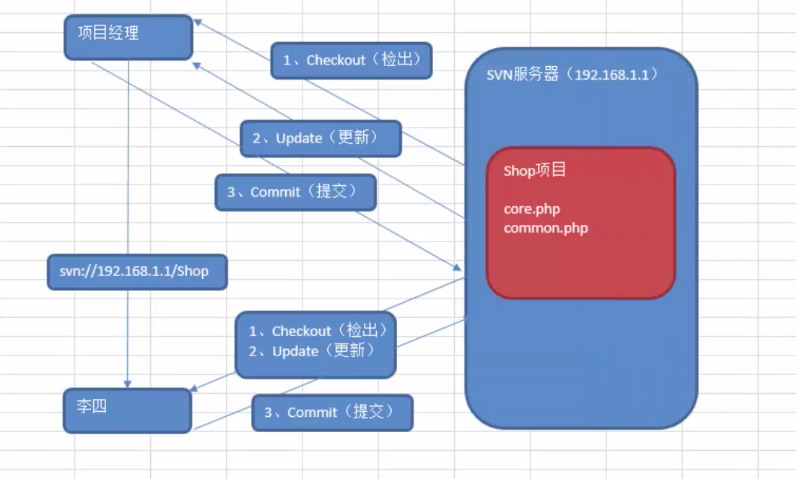 项目经理
1、Checkout（检出）
SVN服务器（192.168.1.1）
2、Update（更新）
Shop项目
3、Commit（提交）
core.php
common.php
svn://192.168.1.1/Shop
1、Checkout（检出）
2、Update（更新）
李四
3、Commit（提交）